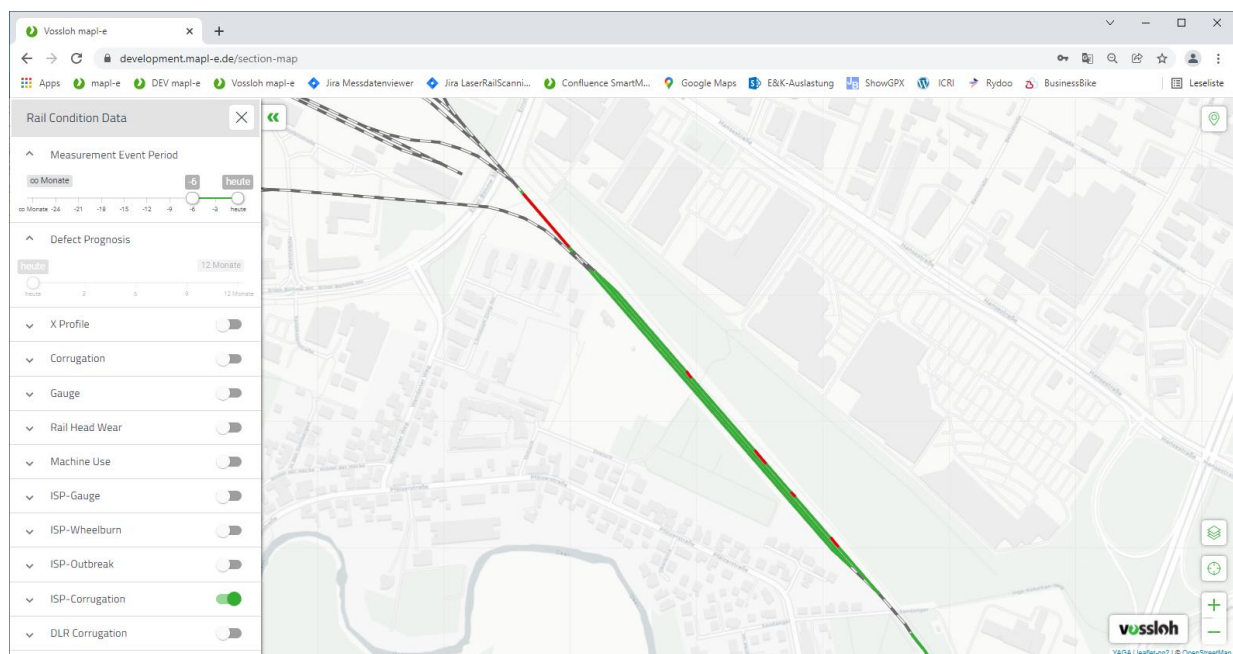 Vossloh mapl-e
development.mapl-e.de/section-map
Apps mapl-e DEV mapl-e Vossloh mapl-e Jira Messdatenviewer Jira LaserRailScanni... Confluence SmartM... Google Maps E&K-Auslastung ShowGPX ICRI Rydoo BusinessBike Leseliste
Rail Condition Data
Measurement Event Period
∞ Monate -6 heute
∞ Monate -24 -21 -18 -15 -12 -9 -6 -3 heute
Defect Prognosis
heute 12 Monate
heute 3 6 9 12 Monate
X Profile
Corrugation
Gauge
Rail Head Wear
Machine Use
ISP-Gauge
ISP-Wheelburn
ISP-Outbreak
ISP-Corrugation
DLR Corrugation
vossloh
YAGA | leaflet-ng2 | © OpenStreetMap